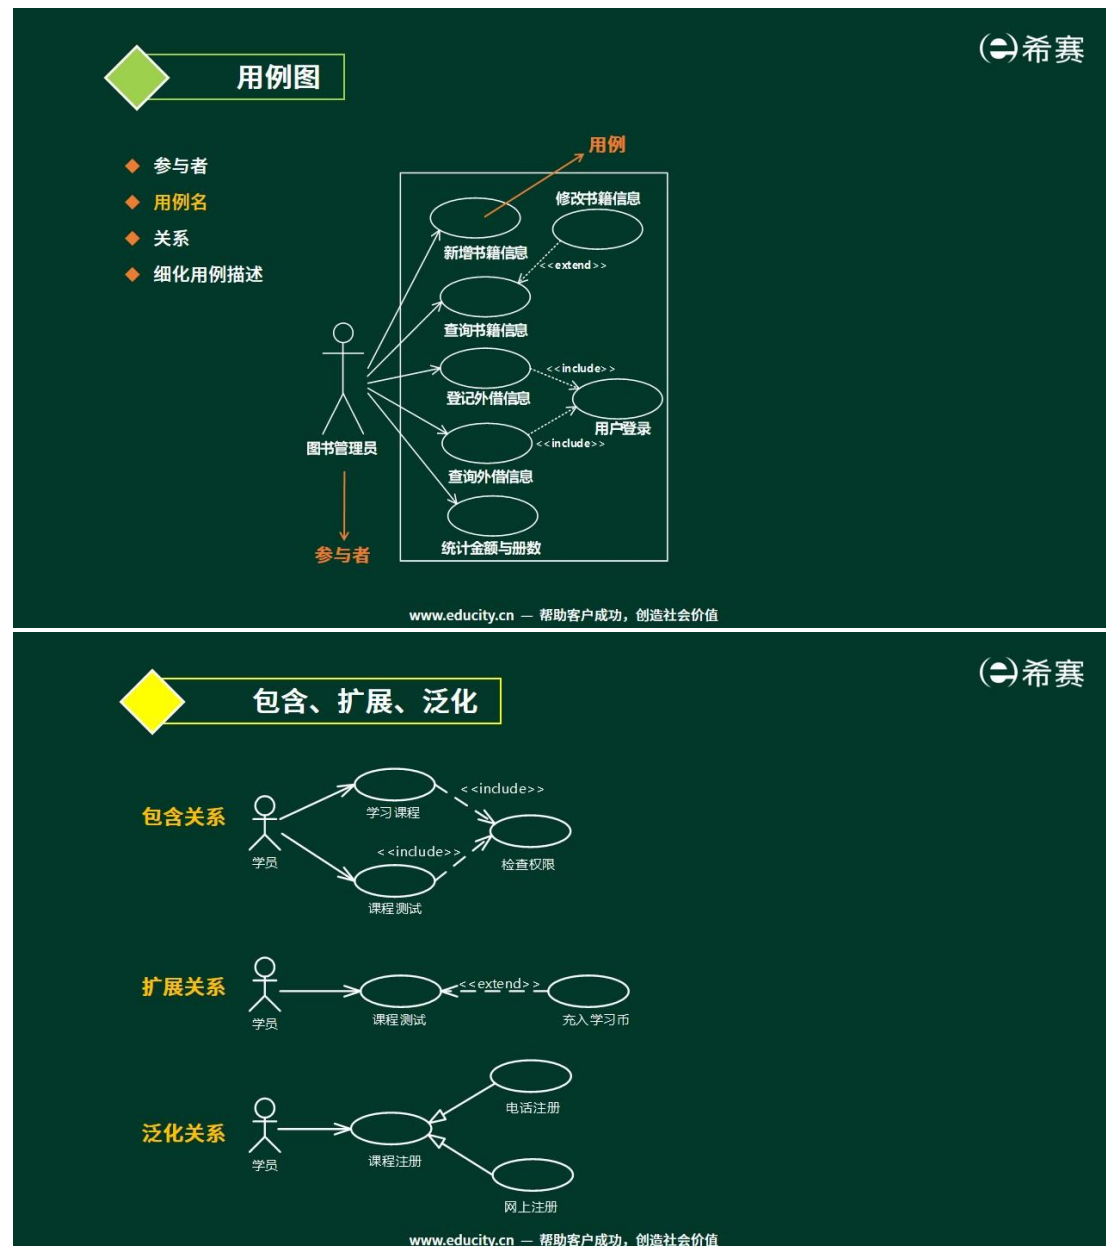 希赛
用例图
用例
参与者
用例名
关系
细化用例描述
修改书籍信息
新增书籍信息
<<extend>>
查询书籍信息
<<include>>
登记外借信息
用户登录
<<include>>
图书管理员
查询外借信息
统计金额与册数
参与者
www.educity.cn — 帮助客户成功，创造社会价值
希赛
包含、扩展、泛化
<<include>>
包含关系
学习课程
<<include>>
学员
检查权限
课程测试
扩展关系
<<extend>>
学员
课程测试
充入学习币
电话注册
泛化关系
学员
课程注册
网上注册
www.educity.cn — 帮助客户成功，创造社会价值